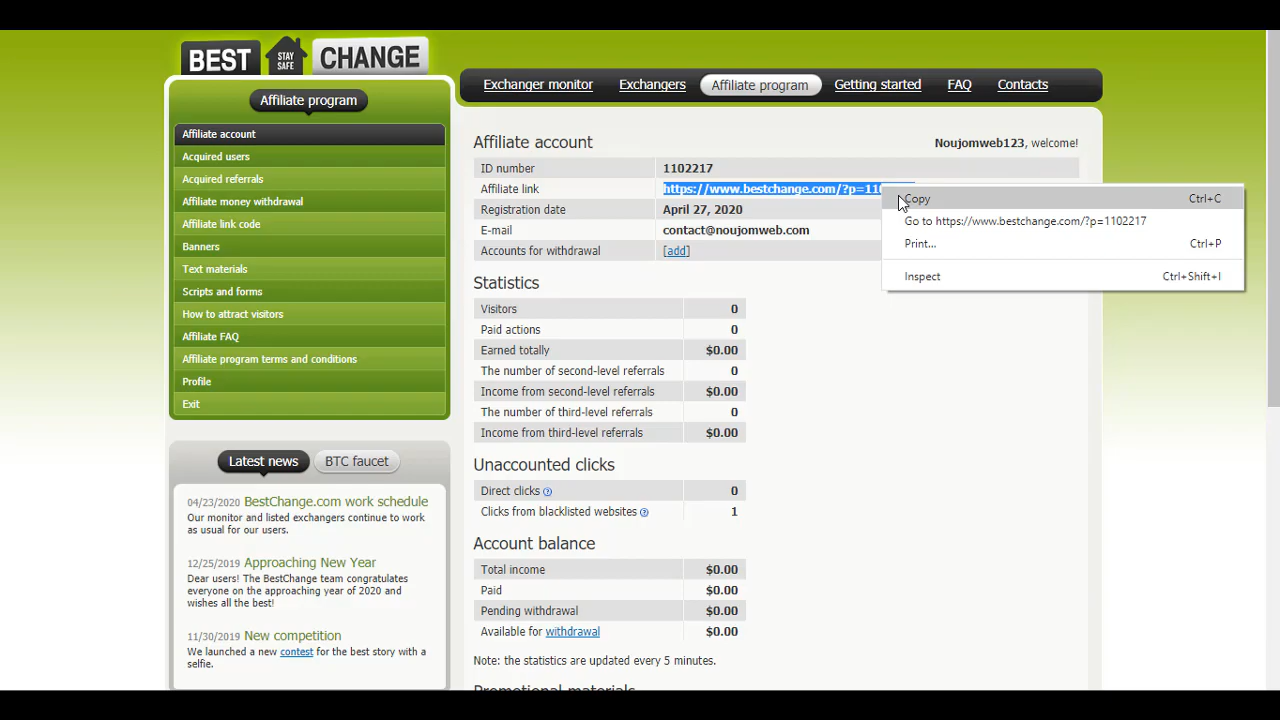 BEST STAY SAFE CHANGE
Exchanger monitor Exchangers Affiliate program Getting started FAQ Contacts
Affiliate program
Affiliate account
Acquired users
Acquired referrals
Affiliate money withdrawal
Affiliate link code
Banners
Text materials
Scripts and forms
How to attract visitors
Affiliate FAQ
Affiliate program terms and conditions
Profile
Exit
Latest news BTC faucet
04/23/2020 BestChange.com work schedule
Our monitor and listed exchangers continue to work
as usual for our users.
12/25/2019 Approaching New Year
Dear users! The BestChange team congratulates
everyone on the approaching year of 2020 and
wishes all the best!
11/30/2019 New competition
We launched a new contest for the best story with a
selfie.
Affiliate account Noujomweb123, welcome!
ID number 1102217
Affiliate link https://www.bestchange.com/?p=110
Registration date April 27, 2020
E-mail contact@noujomweb.com
Accounts for withdrawal [add]
Copy Ctrl+C
Go to https://www.bestchange.com/?p=1102217
Print... Ctrl+P
Inspect Ctrl+Shift+I
Statistics
Visitors 0
Paid actions 0
Earned totally $0.00
The number of second-level referrals 0
Income from second-level referrals $0.00
The number of third-level referrals 0
Income from third-level referrals $0.00
Unaccounted clicks
Direct clicks ? 0
Clicks from blacklisted websites ? 1
Account balance
Total income $0.00
Paid $0.00
Pending withdrawal $0.00
Available for withdrawal $0.00
Note: the statistics are updated every 5 minutes.
Promotional materials